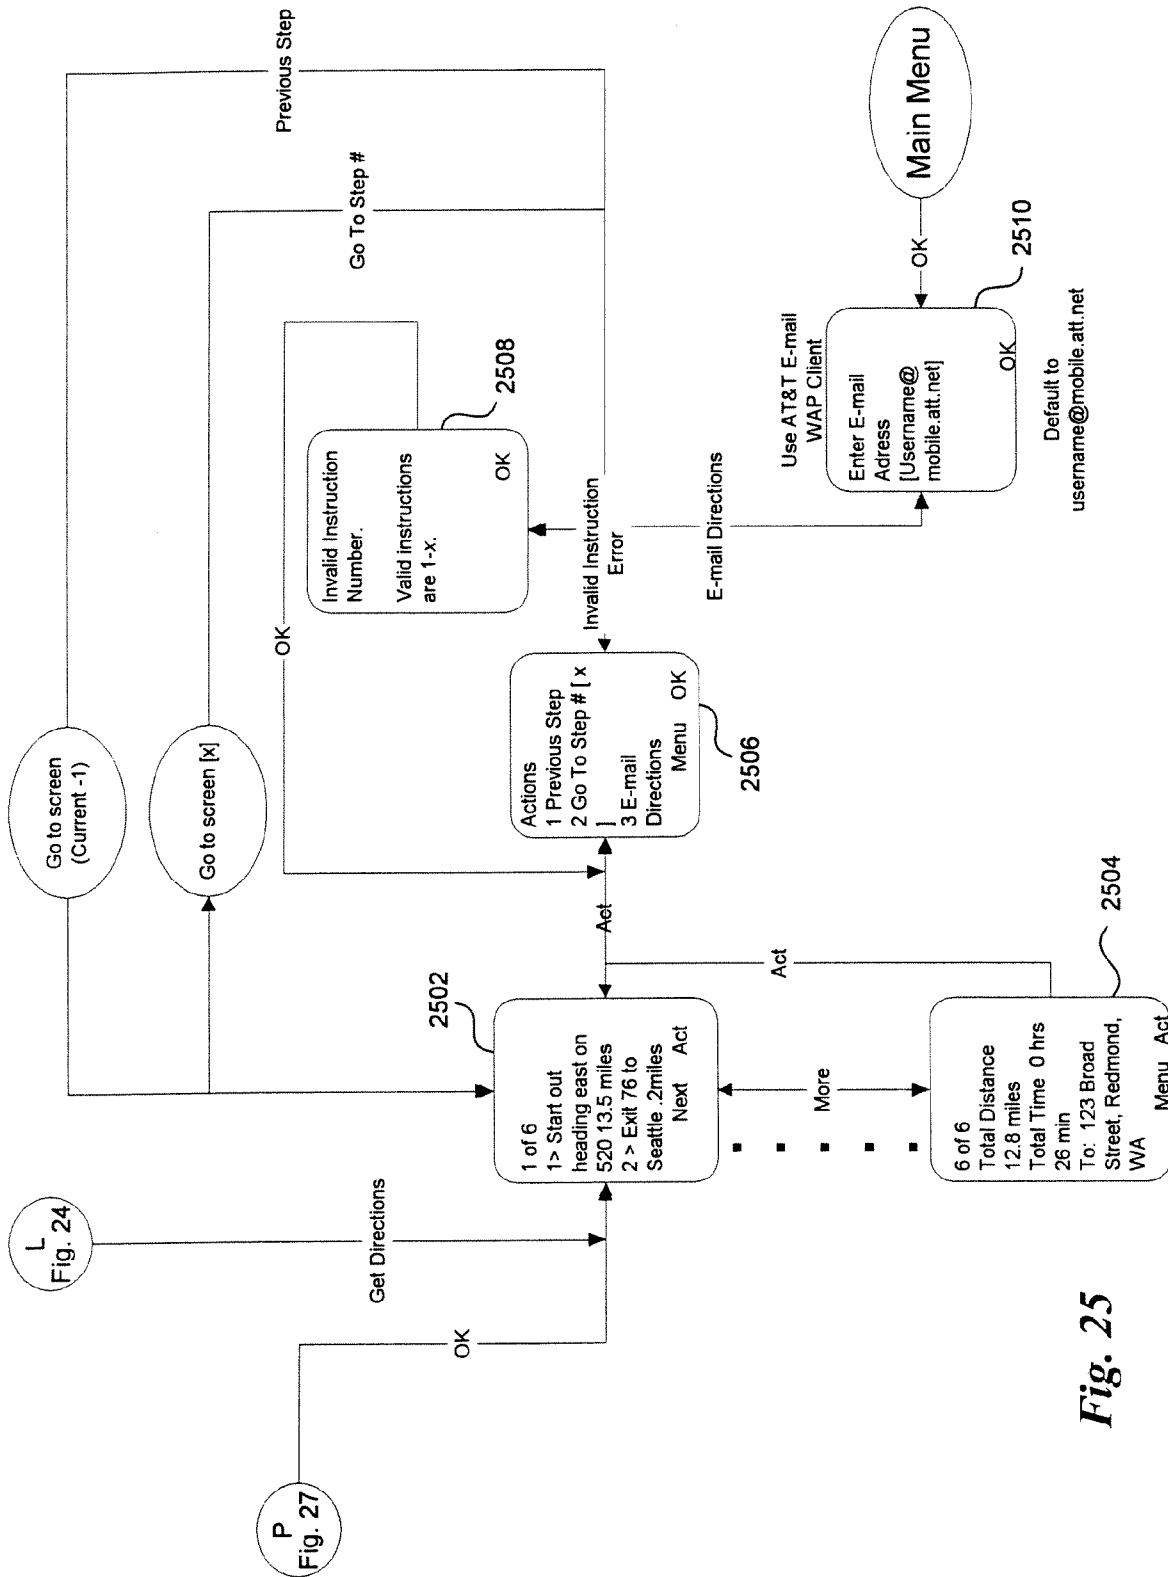 L
Fig. 24
P
Fig. 27
Get Directions
OK
Go to screen
(Current -1)
Go to screen [x]
Previous Step
Go To Step #
OK
2502
1 of 6
1> Start out
heading east on
520 13.5 miles
2 > Exit 76 to
Seattle .2miles
Next Act
Act
Actions
1 Previous Step
2 Go To Step # [ x
]
3 E-mail
Directions
Menu OK
2506
Invalid Instruction
Error
Invalid Instruction
Number.
Valid instructions
are 1-x.
OK
2508
E-mail Directions
More
Act
6 of 6
Total Distance
12.8 miles
Total Time 0 hrs
26 min
To: 123 Broad
Street, Redmond,
WA
Menu Act
2504
Use AT&T E-mail
WAP Client
Enter E-mail
Adress
[Username@
mobile.att.net]
OK
2510
Default to
username@mobile.att.net
OK
Main Menu
Fig. 25